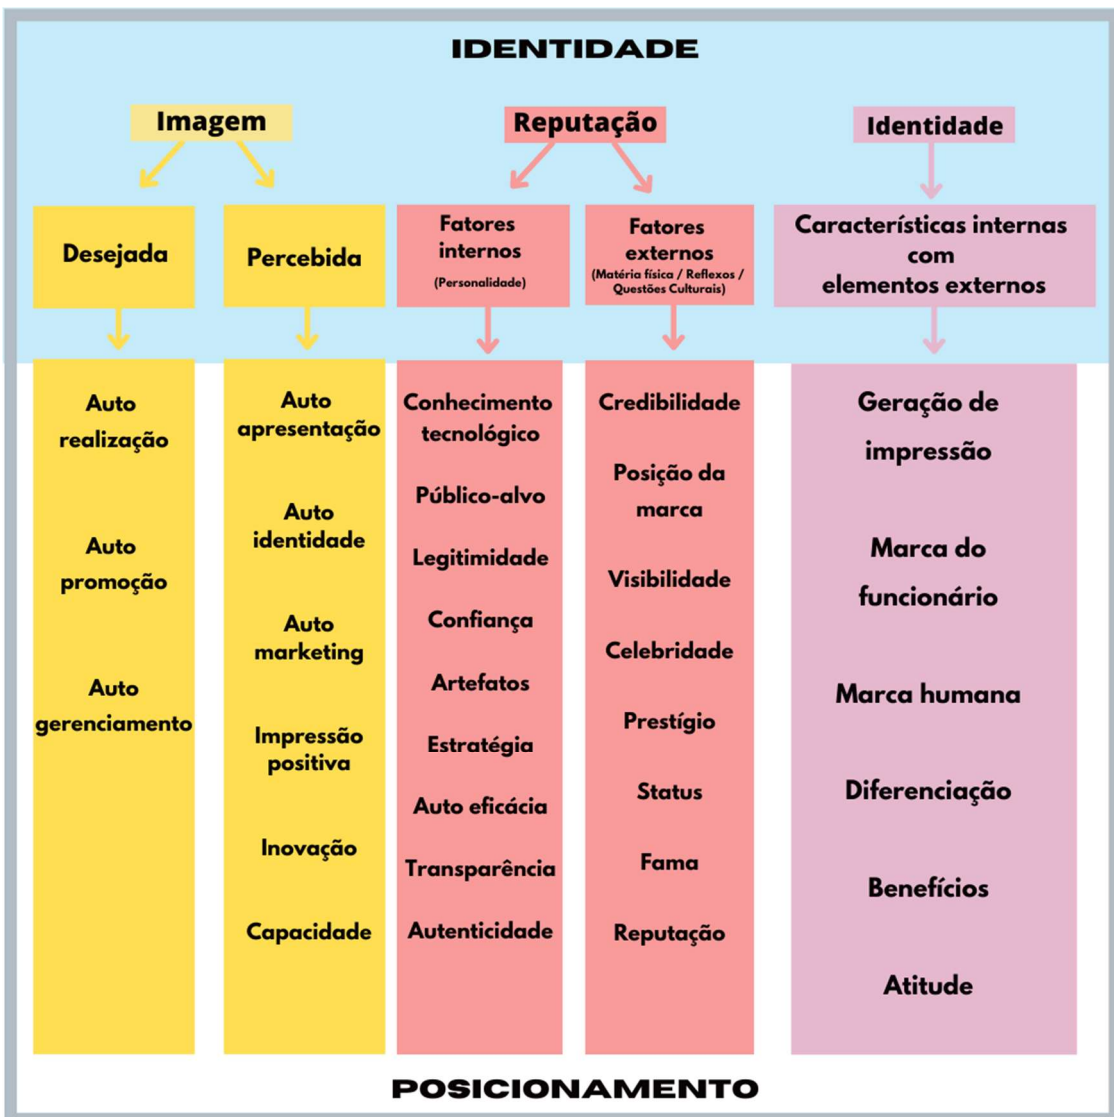 IDENTIDADE
Imagem
Reputação
Identidade
Desejada
Percebida
Fatores
internos
(Personalidade)
Fatores
externos
(Matéria física / Reflexos /
Questões Culturais)
Características internas
com
elementos externos
Auto
realização
Auto
promoção
Auto
gerenciamento
Auto
apresentação
Auto
identidade
Auto
marketing
Impressão
positiva
Inovação
Capacidade
Conhecimento
tecnológico
Público-alvo
Legitimidade
Confiança
Artefatos
Estratégia
Auto eficácia
Transparência
Autenticidade
Credibilidade
Posição da
marca
Visibilidade
Celebridade
Prestígio
Status
Fama
Reputação
Geração de
impressão
Marca do
funcionário
Marca humana
Diferenciação
Benefícios
Atitude
POSICIONAMENTO